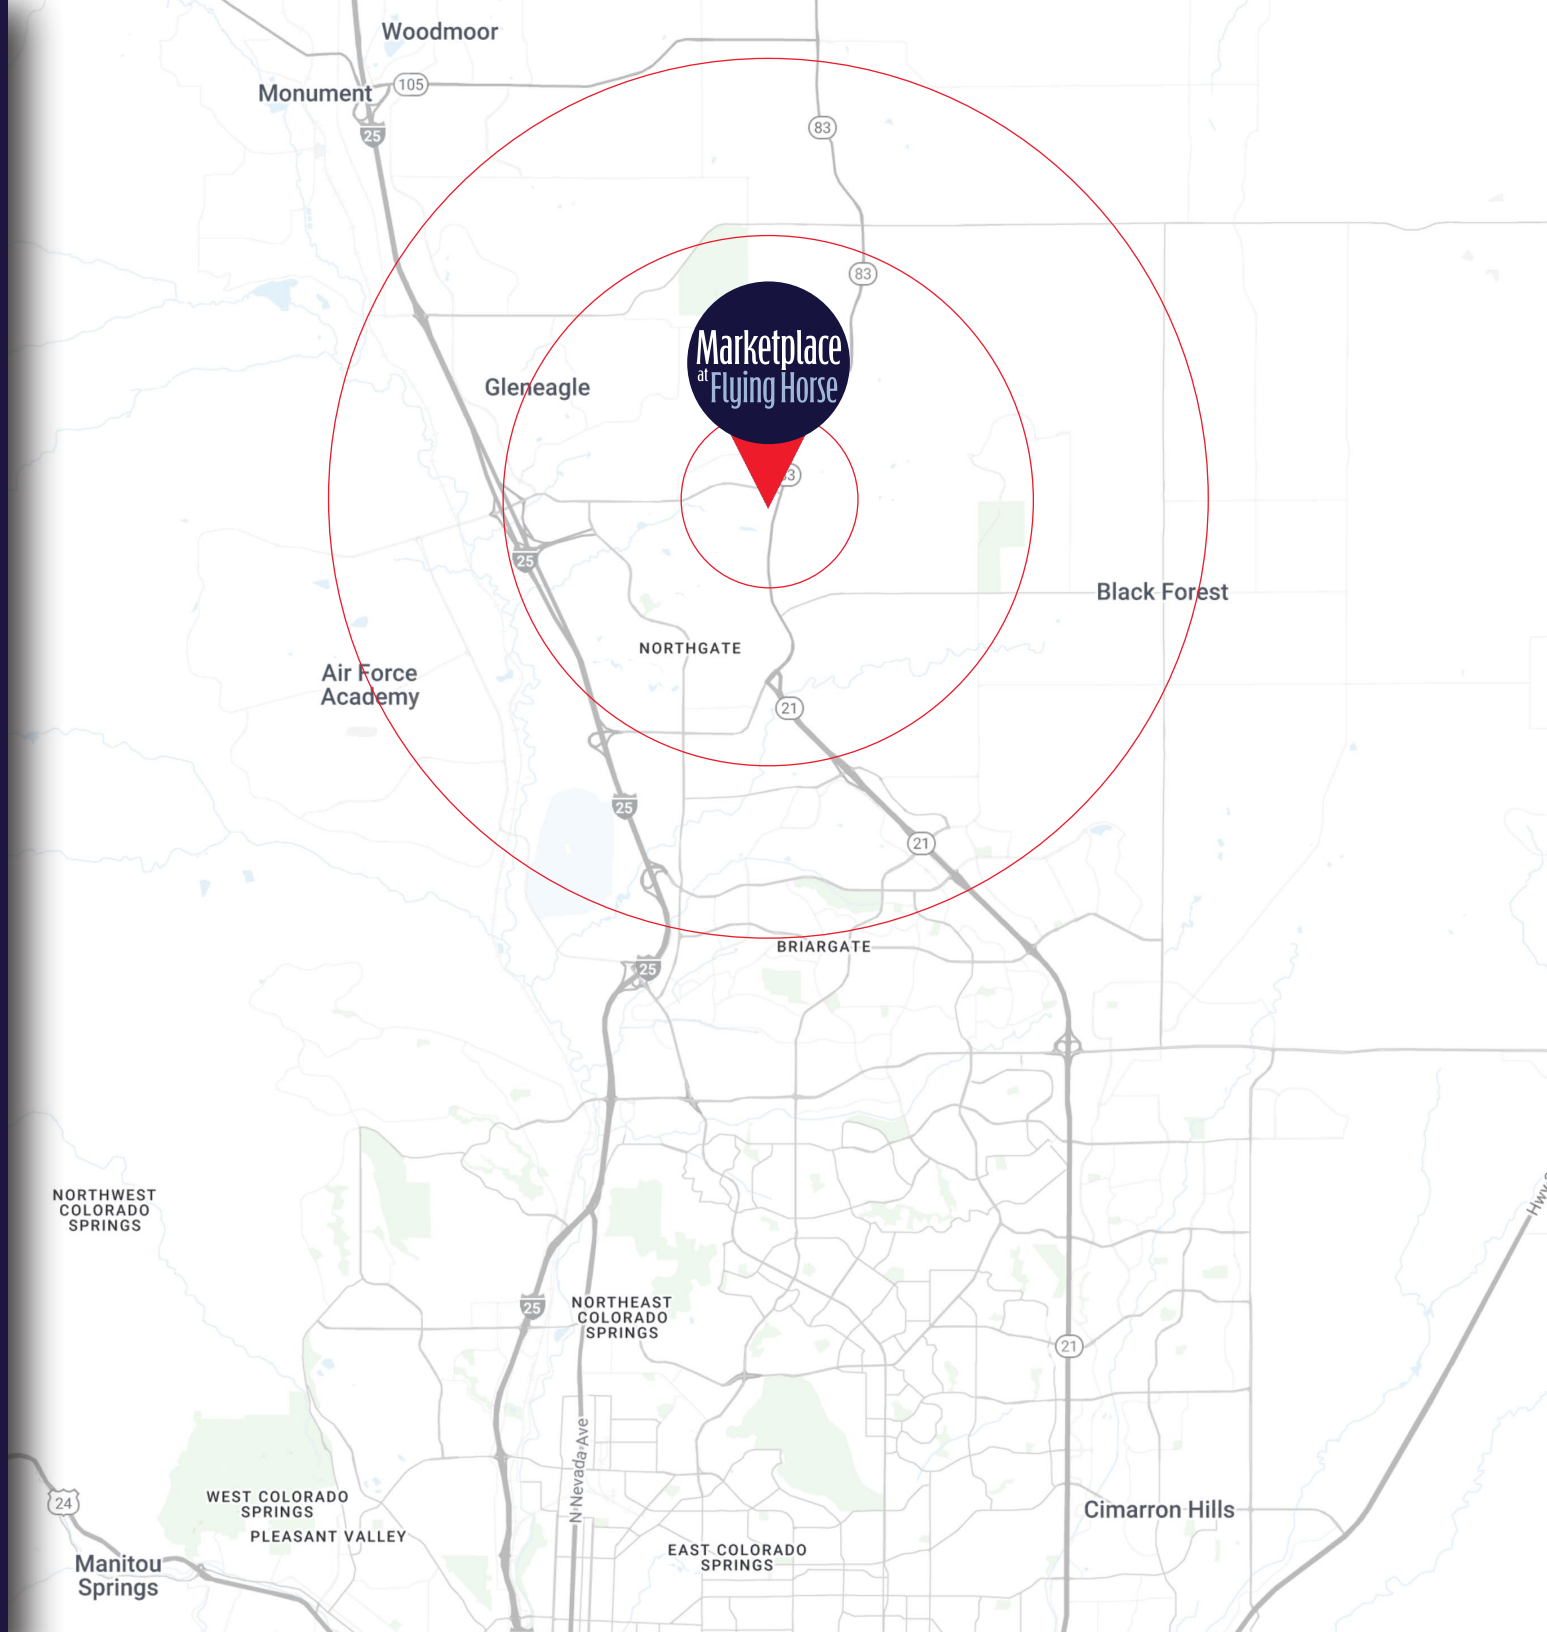 Woodmoor
Monument
105
25
83
83
Marketplace
at Flying Horse
Gleneagle
25
Black Forest
NORTHGATE
Air Force
Academy
21
25
21
BRIARGATE
25
NORTHWEST
COLORADO
SPRINGS
25
NORTHEAST
COLORADO
SPRINGS
21
N Nevada Ave
24
WEST COLORADO
SPRINGS
PLEASANT VALLEY
Cimarron Hills
EAST COLORADO
SPRINGS
Manitou
Springs
Hwy